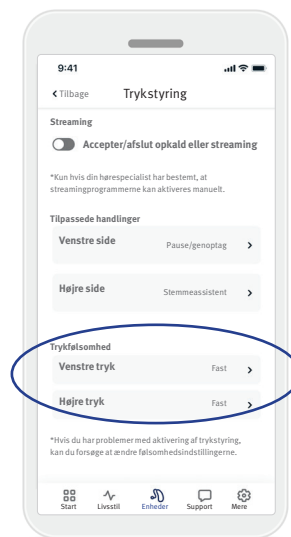 9:41
Tilbage Trykstyring
Streaming
Accepter/afslut opkald eller streaming
*Kun hvis din hørespecialist har bestemt, at
streamingprogrammerne kan aktiveres manuelt.
Tilpassede handlinger
Venstre side Pause/genoptag
Højre side Stemmeassistent
Trykfølsomhed
Venstre tryk Fast
Højre tryk Fast
*Hvis du har problemer med aktivering af trykstyring,
kan du forsøge at ændre følsomhedsindstillingerne.
Start Livsstil Enheder Support Mere